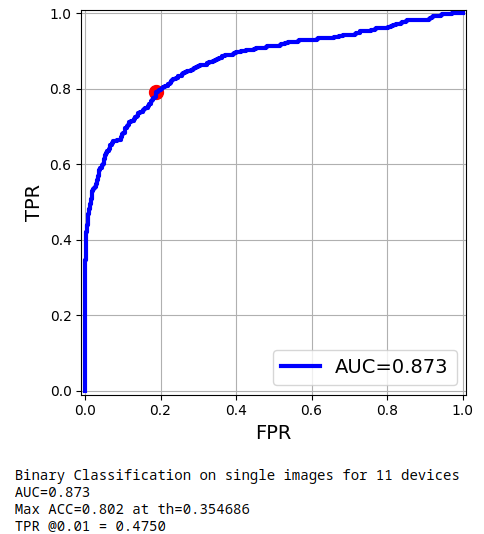 1.0
0.8
0.6
0.4
0.2
0.0
TPR
AUC=0.873
0.0 0.2 0.4 0.6 0.8 1.0
FPR
Binary Classification on single images for 11 devices
AUC=0.873
Max ACC=0.802 at th=0.354686
TPR @0.01 = 0.4750